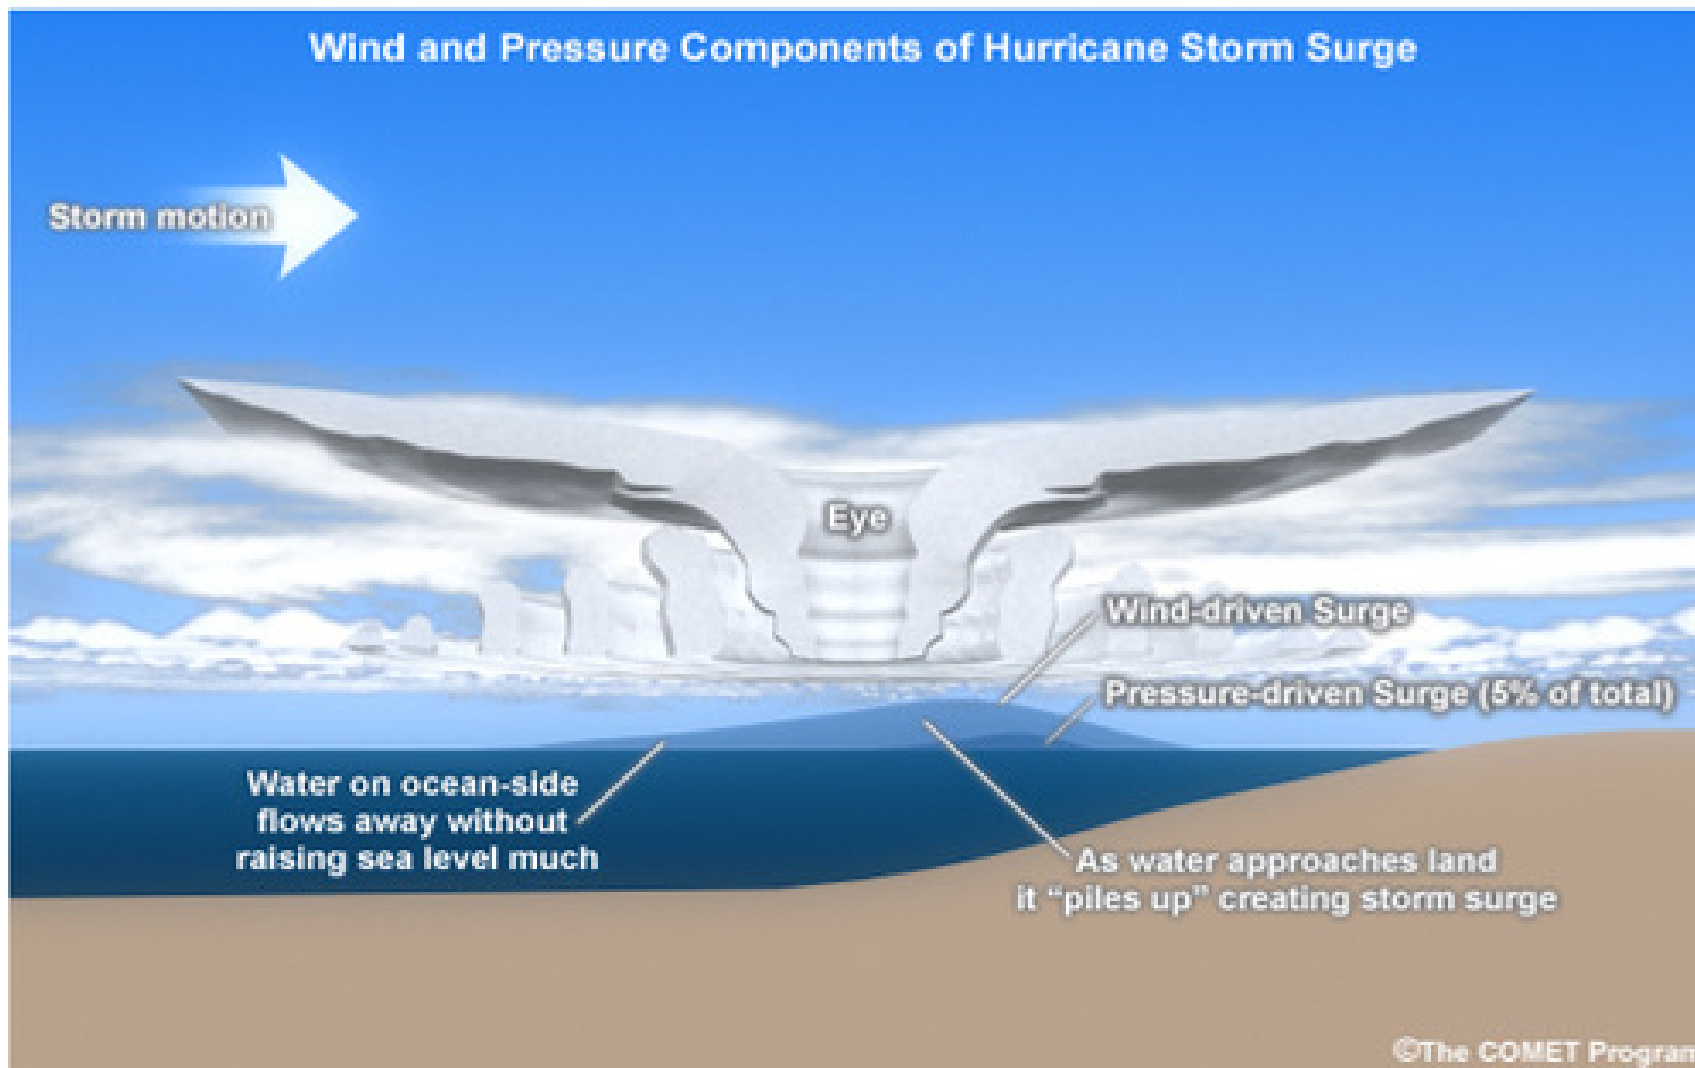 Wind and Pressure Components of Hurricane Storm Surge
Storm motion
Eye
Wind-driven Surge
Pressure-driven Surge (5% of total)
Water on ocean-side
flows away without
raising sea level much
As water approaches land
it “piles up” creating storm surge
©The COMET Program